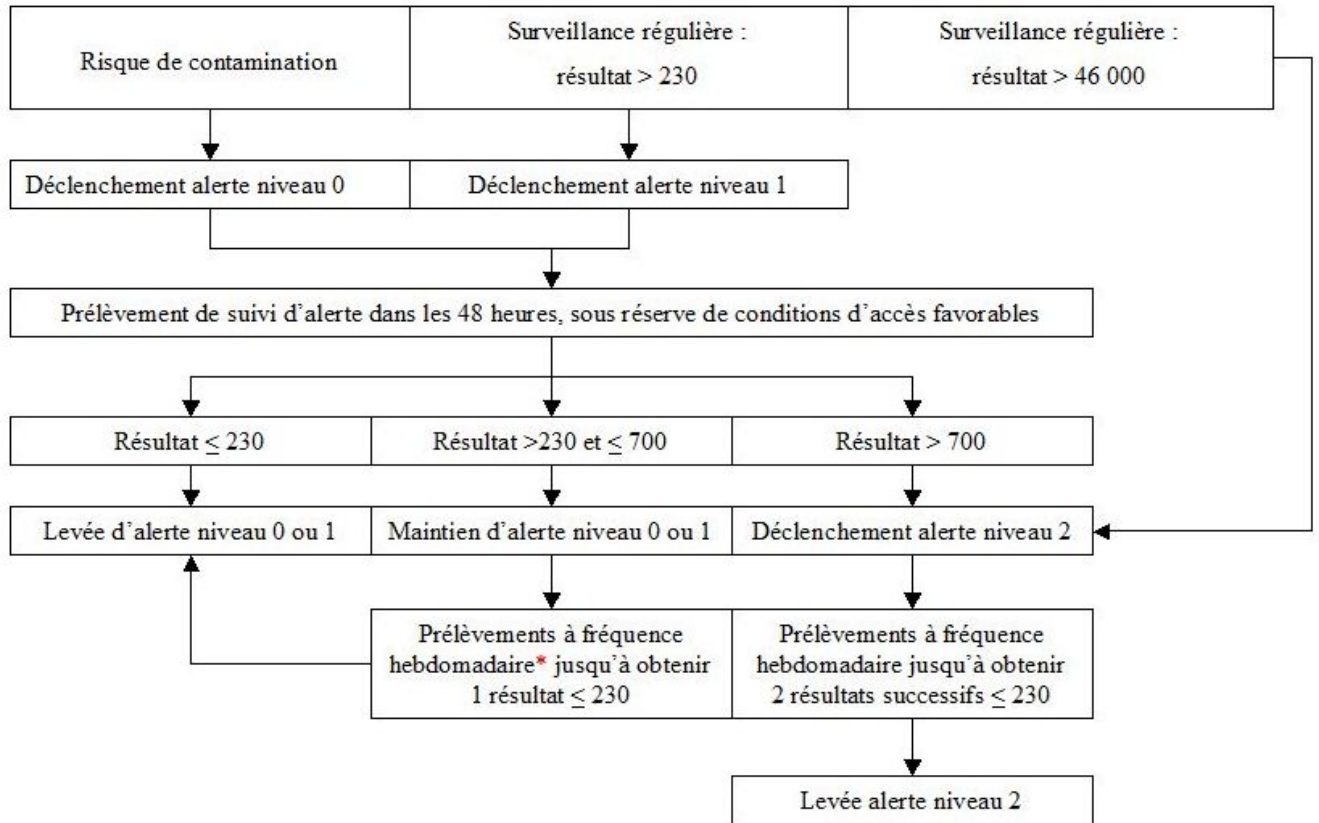 Risque de contamination
Surveillance régulière :
résultat > 230
Surveillance régulière :
résultat > 46 000
Déclenchement alerte niveau 0
Déclenchement alerte niveau 1
Prélèvement de suivi d’alerte dans les 48 heures, sous réserve de conditions d’accès favorables
Résultat ≤ 230
Résultat >230 et ≤ 700
Résultat > 700
Levée d’alerte niveau 0 ou 1
Maintien d’alerte niveau 0 ou 1
Déclenchement alerte niveau 2
Prélèvements à fréquence
hebdomadaire* jusqu’à obtenir
1 résultat ≤ 230
Prélèvements à fréquence
hebdomadaire jusqu’à obtenir
2 résultats successifs ≤ 230
Levée alerte niveau 2